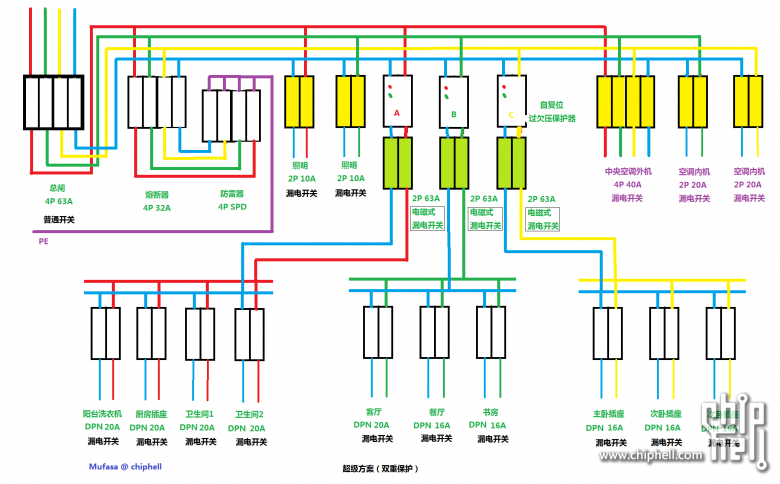 总闸
4P 63A
普通开关
PE
熔断器
4P 32A
防雷器
4P SPD
照明
2P 10A
漏电开关
照明
2P 10A
漏电开关
A
B
C
自复位
过欠压保护器
2P 63A
电磁式
漏电开关
2P 63A
电磁式
漏电开关
2P 63A
电磁式
漏电开关
中央空调外机
4P 40A
漏电开关
空调内机
2P 20A
漏电开关
空调内机
2P 20A
漏电开关
阳台洗衣机
DPN 20A
漏电开关
厨房插座
DPN 20A
漏电开关
卫生间1
DPN 20A
漏电开关
卫生间2
DPN 20A
漏电开关
客厅
DPN 20A
漏电开关
餐厅
DPN 16A
漏电开关
书房
DPN 16A
漏电开关
主卧插座
DPN 16A
漏电开关
次卧插座
DPN 16A
漏电开关
次卧插座
DPN 16A
漏电开关
Mufasa @ chiphell
超级方案（双重保护）
chip hell
www.chiphell.com